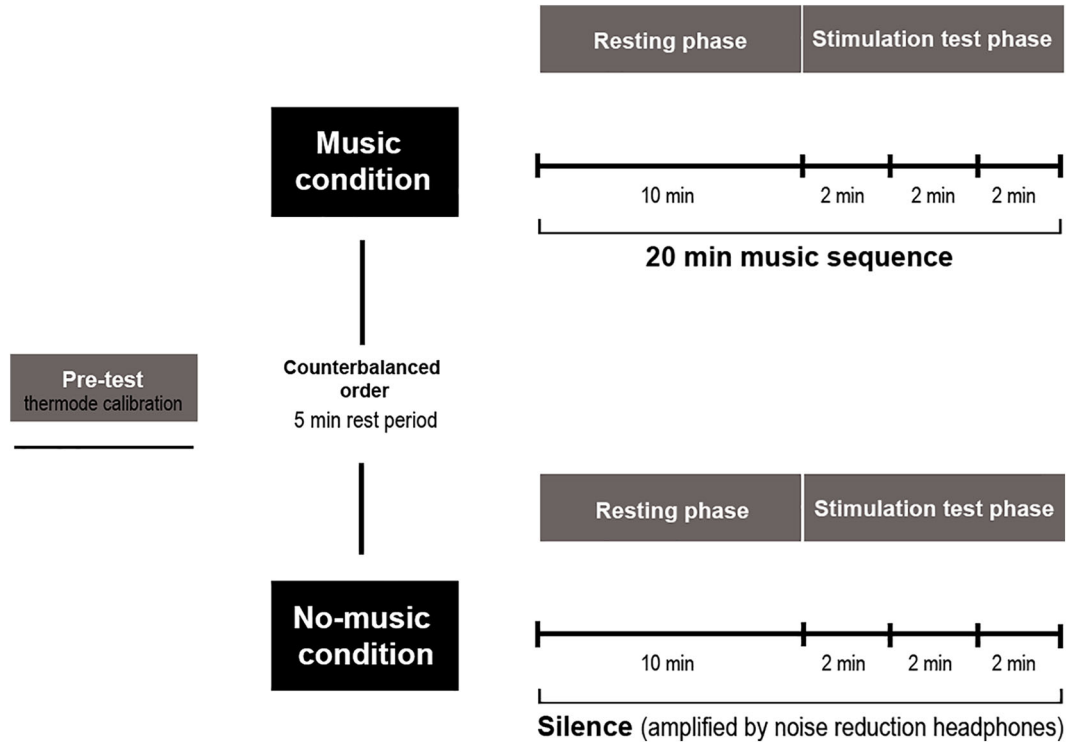 Resting phase
Stimulation test phase
Music
condition
10 min
2 min
2 min
2 min
20 min music sequence
Pre-test
thermode calibration
Counterbalanced
order
5 min rest period
Resting phase
Stimulation test phase
No-music
condition
10 min
2 min
2 min
2 min
Silence (amplified by noise reduction headphones)